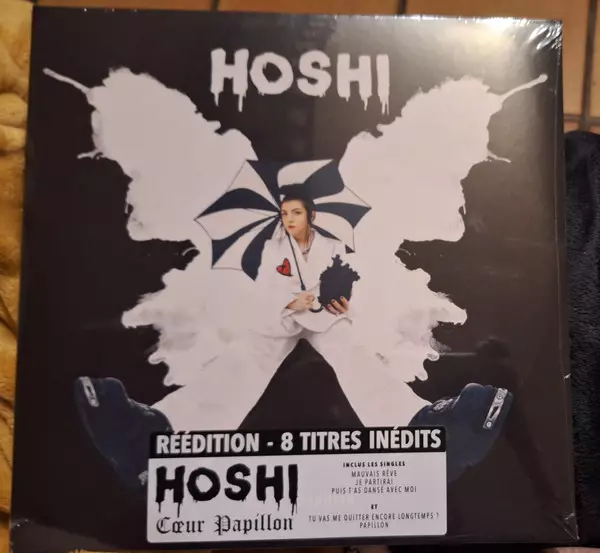 HOSHI
RÉÉDITION - 8 TITRES INÉDITS
HOSHI
Cœur Papillon
INCLUS LES SINGLES
MAUVAIS RÊVE
JE PARTIRAI
PUIS T'AS DANSÉ AVEC MOI
ET
TU VAS ME QUITTER ENCORE LONGTEMPS ?
PAPILLON